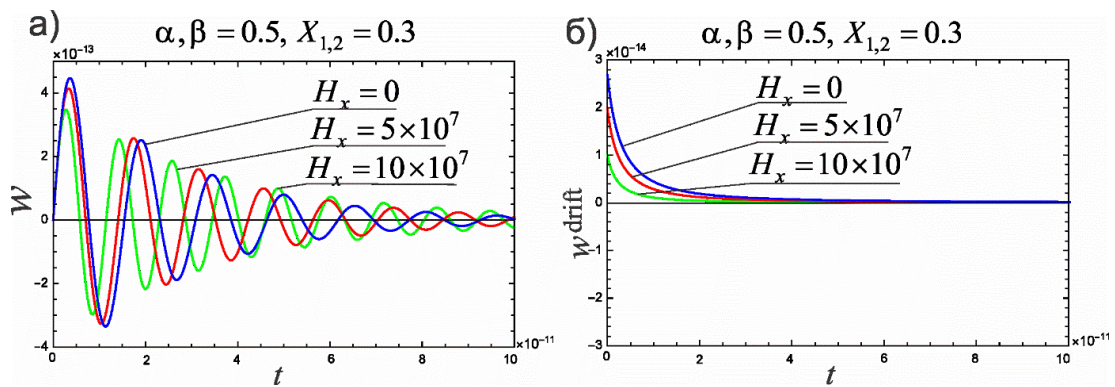 а)
α, β = 0.5, X₁,₂ = 0.3
×10⁻¹³
4
2
0
−2
−4
W
Hₓ = 0
Hₓ = 5×10⁷
Hₓ = 10×10⁷
0
2
4
6
8
10
×10⁻¹¹
t
б)
α, β = 0.5, X₁,₂ = 0.3
×10⁻¹⁴
3
2
1
0
−1
−2
−3
wᵈʳⁱᶠᵗ
Hₓ = 0
Hₓ = 5×10⁷
Hₓ = 10×10⁷
0
2
4
6
8
10
×10⁻¹¹
t